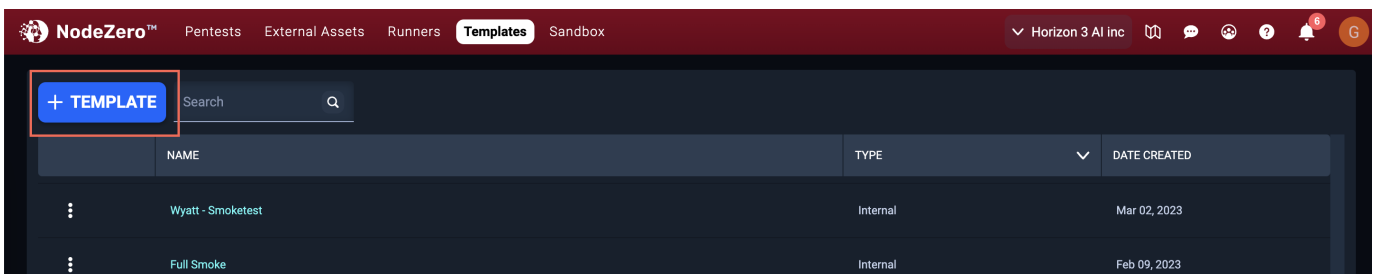 NodeZero™ Pentests External Assets Runners Templates Sandbox Horizon 3 AI inc ? 6 G
+ TEMPLATE Search
NAME TYPE DATE CREATED
Wyatt - Smoketest Internal Mar 02, 2023
Full Smoke Internal Feb 09, 2023